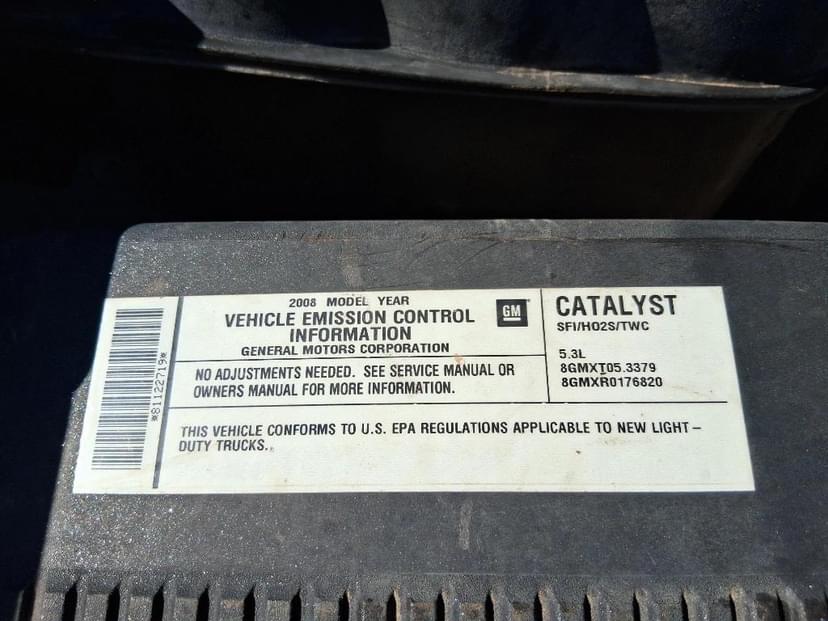 2008 MODEL YEAR
VEHICLE EMISSION CONTROL
INFORMATION
GENERAL MOTORS CORPORATION
GM
CATALYST
SFI/HO2S/TWC
5.3L
8GMXT05.3379
8GMXR0176820
NO ADJUSTMENTS NEEDED. SEE SERVICE MANUAL OR
OWNERS MANUAL FOR MORE INFORMATION.
THIS VEHICLE CONFORMS TO U.S. EPA REGULATIONS APPLICABLE TO NEW LIGHT-
DUTY TRUCKS.
*81122719*